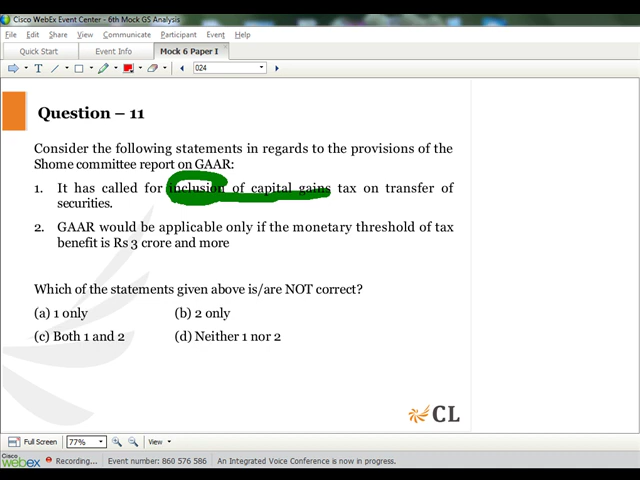 Cisco WebEx Event Center - 6th Mock GS Analysis
File Edit Share View Communicate Participant Event Help
Quick Start Event Info Mock 6 Paper I
024
Question – 11
Consider the following statements in regards to the provisions of the
Shome committee report on GAAR:
1. It has called for inclusion of capital gains tax on transfer of
securities.
2. GAAR would be applicable only if the monetary threshold of tax
benefit is Rs 3 crore and more
Which of the statements given above is/are NOT correct?
(a) 1 only (b) 2 only
(c) Both 1 and 2 (d) Neither 1 nor 2
CL
Full Screen 77% View
Cisco webex Recording... Event number: 860 576 586 An Integrated Voice Conference is now in progress.